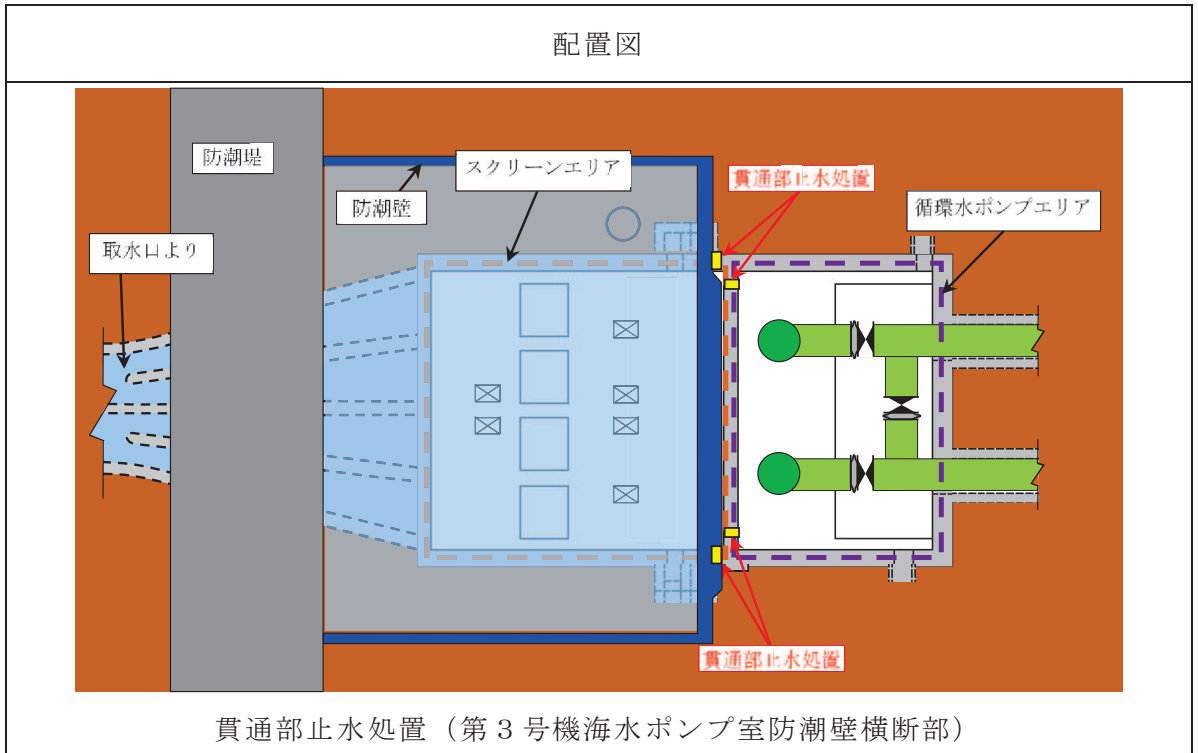 配置図
防潮堤
スクリーンエリア
貫通部止水処置
防潮壁
循環水ポンプエリア
取水口より
貫通部止水処置
貫通部止水処置（第３号機海水ポンプ室防潮壁横断部）